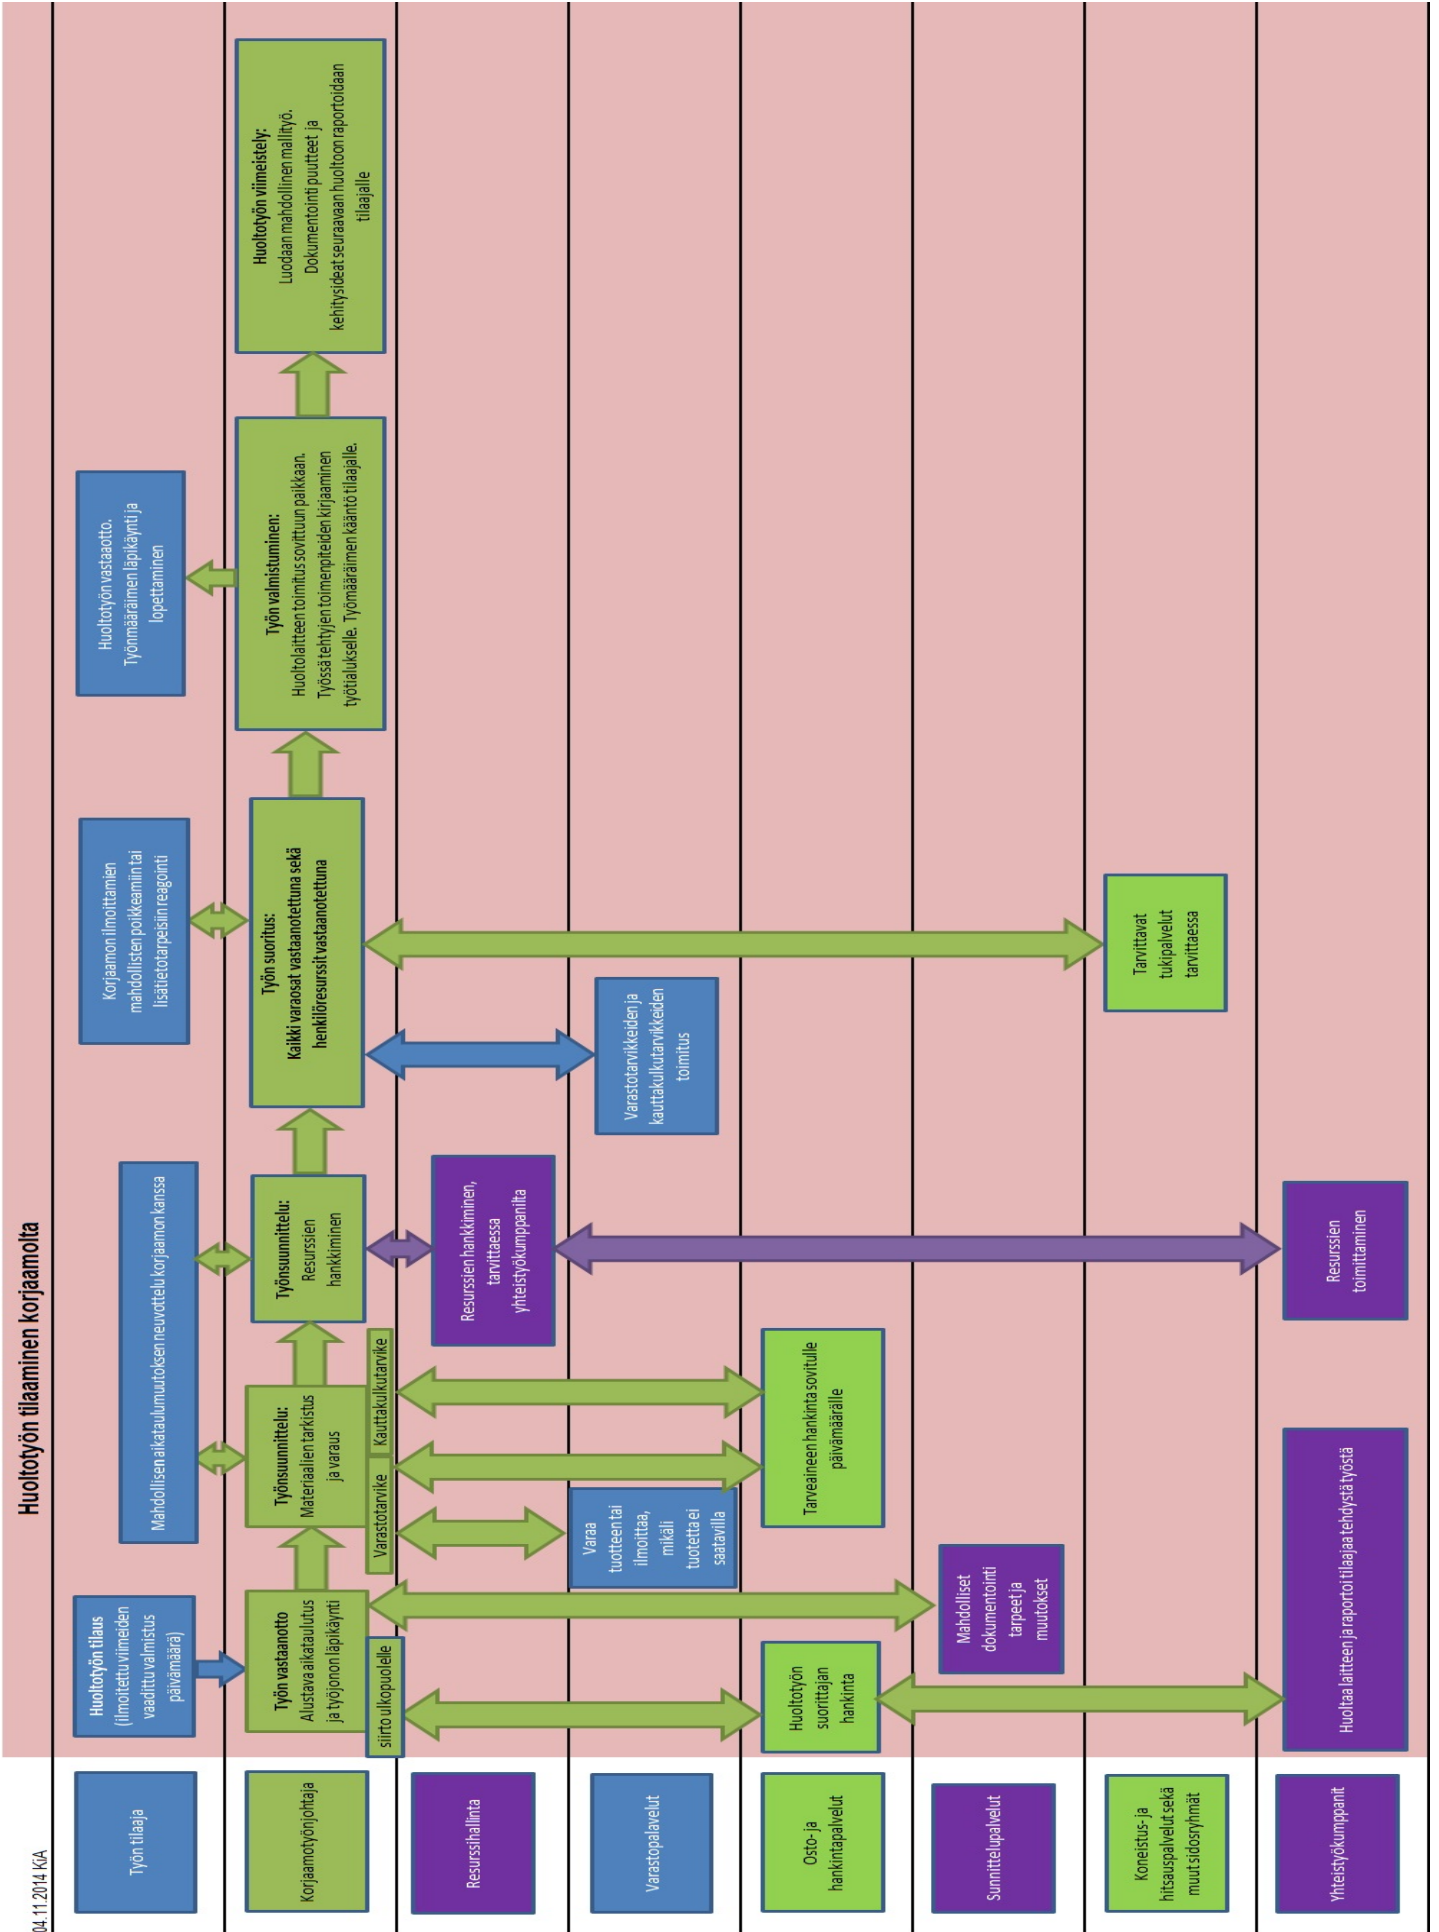 04.11.2014 KiA
Huoltotyön tilaaminen korjaamolta
Työn tilaaja
Huoltotyön tilaus
(ilmoitettu viimeiden
vaadittu valmistus
päivämäärä)
Mahdollisen aikataulumuutoksen neuvottelu korjaamon kanssa
Korjaamon ilmoittamien
mahdollisten poikkeamiin tai
lisätietotarpeisiin reagointi
Huoltotyön vastaaotto.
Työnmääräimen läpikäynti ja
lopettaminen
Korjaamotyönjohtaja
Työn vastaanotto
Alustava aikataulutus
ja työjonon läpikäynti
siirto ulkopuolelle
Työnsuunnittelu:
Materiaalien tarkistus
ja varaus
Varastotarvike
Kauttakulkutarvike
Työnsuunnittelu:
Resurssien
hankkiminen
Työn suoritus:
Kaikki varaosat vastaanotettuna sekä
henkilöresurssit vastaanotettuna
Työn valmistuminen:
Huoltolaitteen toimitus sovittuun paikkaan.
Työssä tehtyjen toimenpiteiden kirjaaminen
työtialukselle. Työmääräimen kääntö tilaajalle.
Huoltotyön viimeistely:
Luodaan mahdollinen mallityö.
Dokumentointi puutteet ja
kehitysideat seuraavaan huoltoon raportoidaan
tilaajalle
Resurssihallinta
Resurssien hankkiminen,
tarvittaessa
yhteistyökumppanilta
Varastopalavelut
Varaa
tuotteen tai
ilmoittaa,
mikäli
tuotetta ei
saatavilla
Varastotarvikkeiden ja
kauttakulkutarvikkeiden
toimitus
Osto- ja
hankintapalvelut
Huoltotyön
suorittajan
hankinta
Tarveaineen hankinta sovitulle
päivämäärälle
Sunnittelupalvelut
Mahdolliset
dokumentointi
tarpeet ja
muutokset
Koneistus- ja
hitsauspalvelut sekä
muut sidosryhmät
Tarvittavat
tukipalvelut
tarvittaessa
Yhteistyökumppanit
Huoltaa laitteen ja raportoi tilaajaa tehdystä työstä
Resurssien
toimittaminen